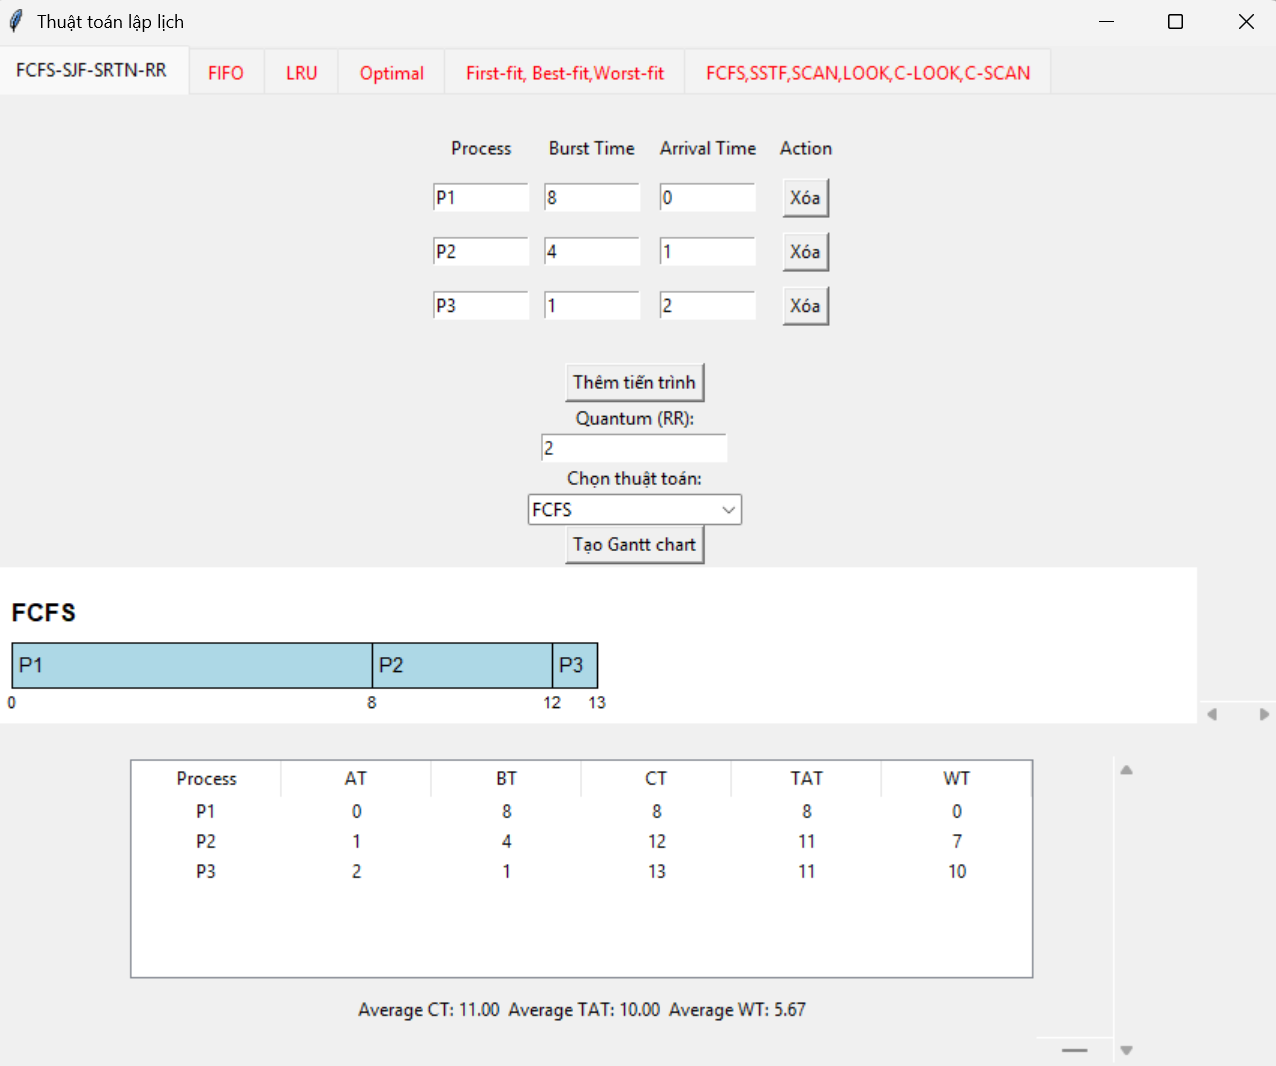 Thuật toán lập lịch
FCFS-SJF-SRTN-RR FIFO LRU Optimal First-fit, Best-fit,Worst-fit FCFS,SSTF,SCAN,LOOK,C-LOOK,C-SCAN
Process Burst Time Arrival Time Action
P1 8 0 Xóa
P2 4 1 Xóa
P3 1 2 Xóa
Thêm tiến trình
Quantum (RR):
2
Chọn thuật toán:
FCFS
Tạo Gantt chart
FCFS
P1 P2 P3
0 8 12 13
Process AT BT CT TAT WT
P1 0 8 8 8 0
P2 1 4 12 11 7
P3 2 1 13 11 10
Average CT: 11.00 Average TAT: 10.00 Average WT: 5.67